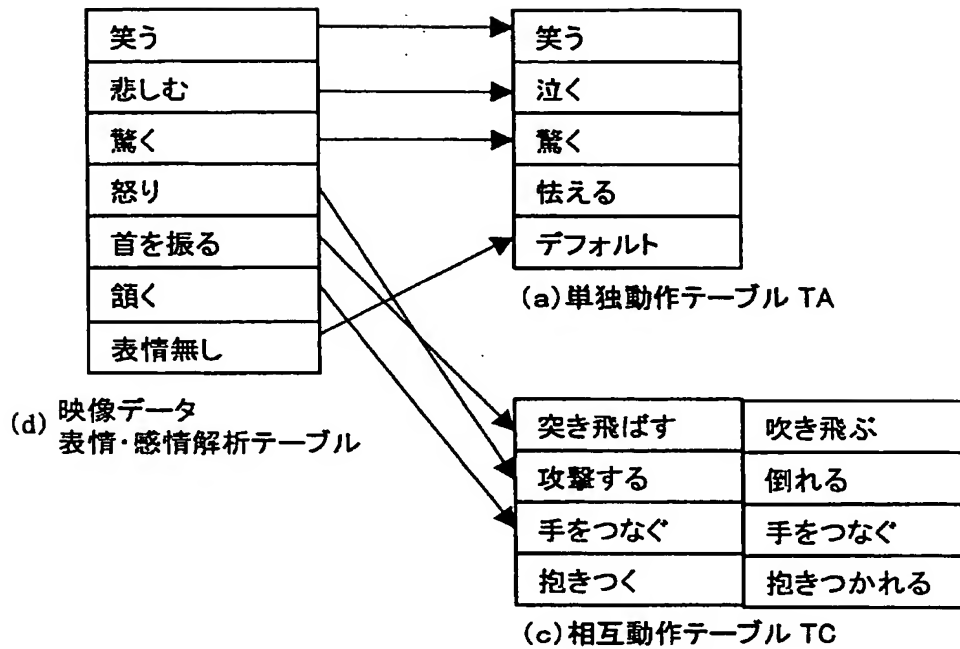 笑う
悲しむ
驚く
怒り
首を振る
頷く
表情無し
(d) 映像データ
表情・感情解析テーブル
笑う
泣く
驚く
怯える
デフォルト
(a)単独動作テーブル TA
突き飛ばす 吹き飛ぶ
攻撃する 倒れる
手をつなぐ 手をつなぐ
抱きつく 抱きつかれる
(c)相互動作テーブル TC